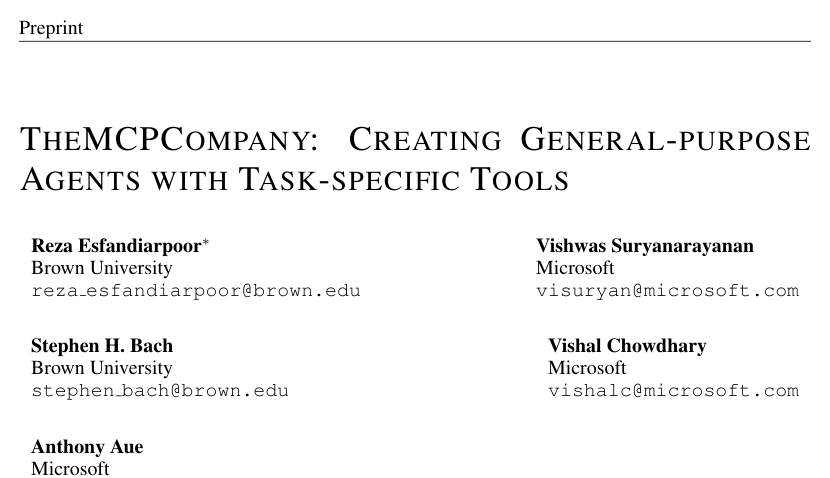 Preprint
THEMCPCOMPANY: CREATING GENERAL-PURPOSE
AGENTS WITH TASK-SPECIFIC TOOLS
Reza Esfandiarpoor*
Brown University
reza_esfandiarpoor@brown.edu
Vishwas Suryanarayanan
Microsoft
visuryan@microsoft.com
Stephen H. Bach
Brown University
stephen_bach@brown.edu
Vishal Chowdhary
Microsoft
vishalc@microsoft.com
Anthony Aue
Microsoft